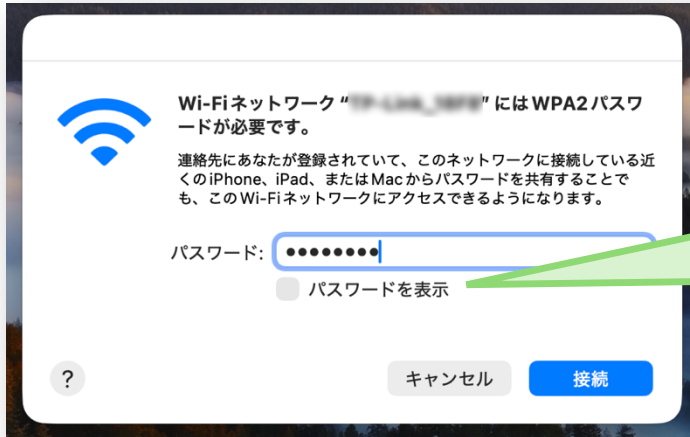 Wi-Fiネットワーク“ ”にはWPA2パスワ
ードが必要です。
連絡先にあなたが登録されていて、このネットワークに接続している近
くのiPhone、iPad、またはMacからパスワードを共有することで
も、このWi-Fiネットワークにアクセスできるようになります。
パスワード: ●●●●●●●●
パスワードを表示
? キャンセル 接続